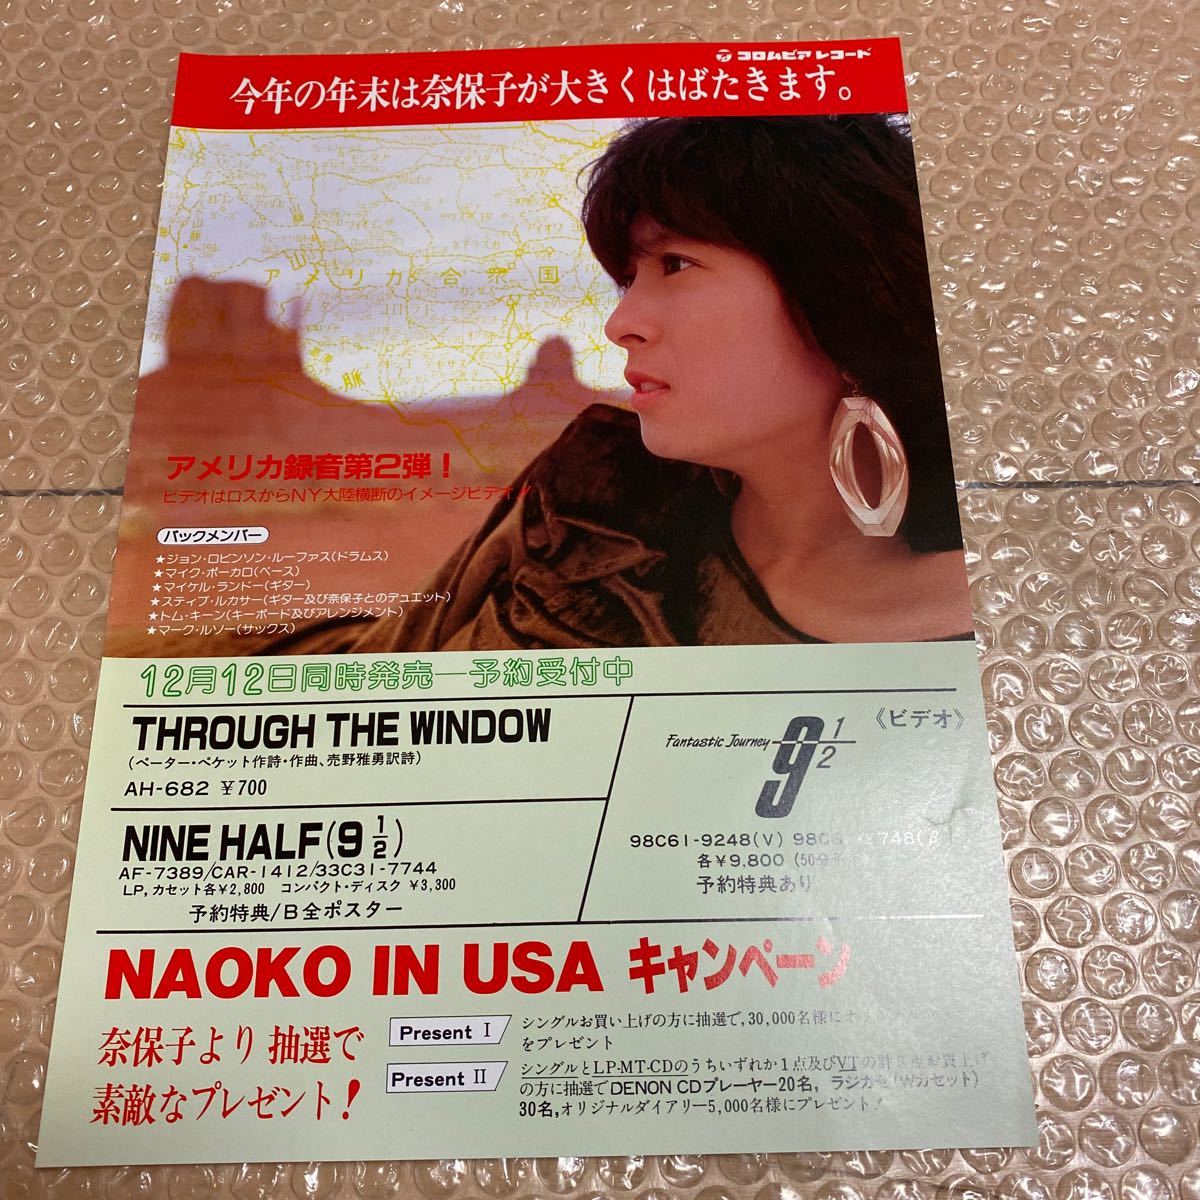 コロムビア レコード
今年の年末は奈保子が大きくはばたきます。
アメリカ合衆国
アメリカ録音第2弾！
ビデオはロスからNY大陸横断のイメージビデオ！
バックメンバー
★ジョン・ロビンソン・ルーファス(ドラムス)
★マイク・ポーカロ(ベース)
★マイケル・ランドー(ギター)
★スティブ・ルカサー(ギター及び奈保子とのデュエット)
★トム・キーン(キーボード及びアレンジメント)
★マーク・ルソー(サックス)
12月12日同時発売―予約受付中
THROUGH THE WINDOW
(ペーター・ベケット作詩・作曲、売野雅勇訳詩)
AH-682 ￥700
NINE HALF(9 1/2)
AF-7389/CAR-1412/33C31-7744
LP,カセット各￥2,800 コンパクト・ディスク ￥3,300
予約特典/B全ポスター
Fantastic Journey 9 1/2 《ビデオ》
98C61-9248(V) 748(β)
各￥9,800 (50分
予約特典あり
NAOKO IN USA キャンペーン
奈保子より 抽選で
素敵なプレゼント!
Present I
シングルお買い上げの方に抽選で,30,000名様に
をプレゼント
Present II
シングルとLP・MT・CDのうちいずれか1点及びVTの計 点お買上げ
の方に抽選でDENON CDプレーヤー20名, ラジカセ(Wカセット)
30名,オリジナルダイアリー5,000名様にプレゼント!